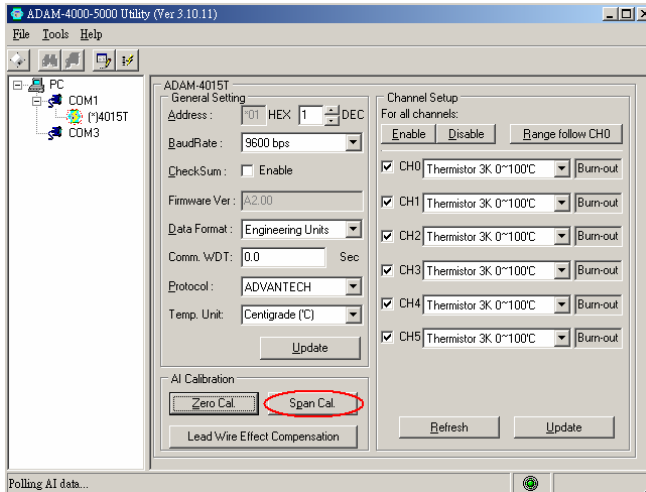 ADAM-4000-5000 Utility (Ver 3.10.11)
File Tools Help
PC
COM1
(*)4015T
COM3
ADAM-4015T
General Setting
Address : *01 HEX 1 DEC
BaudRate : 9600 bps
CheckSum : Enable
Firmware Ver : A2.00
Data Format : Engineering Units
Comm. WDT: 0.0 Sec
Protocol : ADVANTECH
Temp. Unit: Centigrade ('C)
Update
AI Calibration
Zero Cal. Span Cal.
Lead Wire Effect Compensation
Channel Setup
For all channels:
Enable Disable Range follow CH0
CH0 Thermistor 3K 0~100'C Burn-out
CH1 Thermistor 3K 0~100'C Burn-out
CH2 Thermistor 3K 0~100'C Burn-out
CH3 Thermistor 3K 0~100'C Burn-out
CH4 Thermistor 3K 0~100'C Burn-out
CH5 Thermistor 3K 0~100'C Burn-out
Refresh Update
Polling AI data...